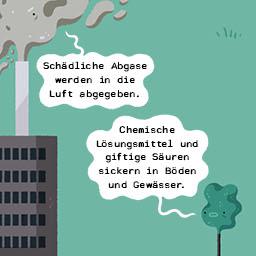 Schädliche Abgase
werden in die
Luft abgegeben.
Chemische
Lösungsmittel und
giftige Säuren
sickern in Böden
und Gewässer.